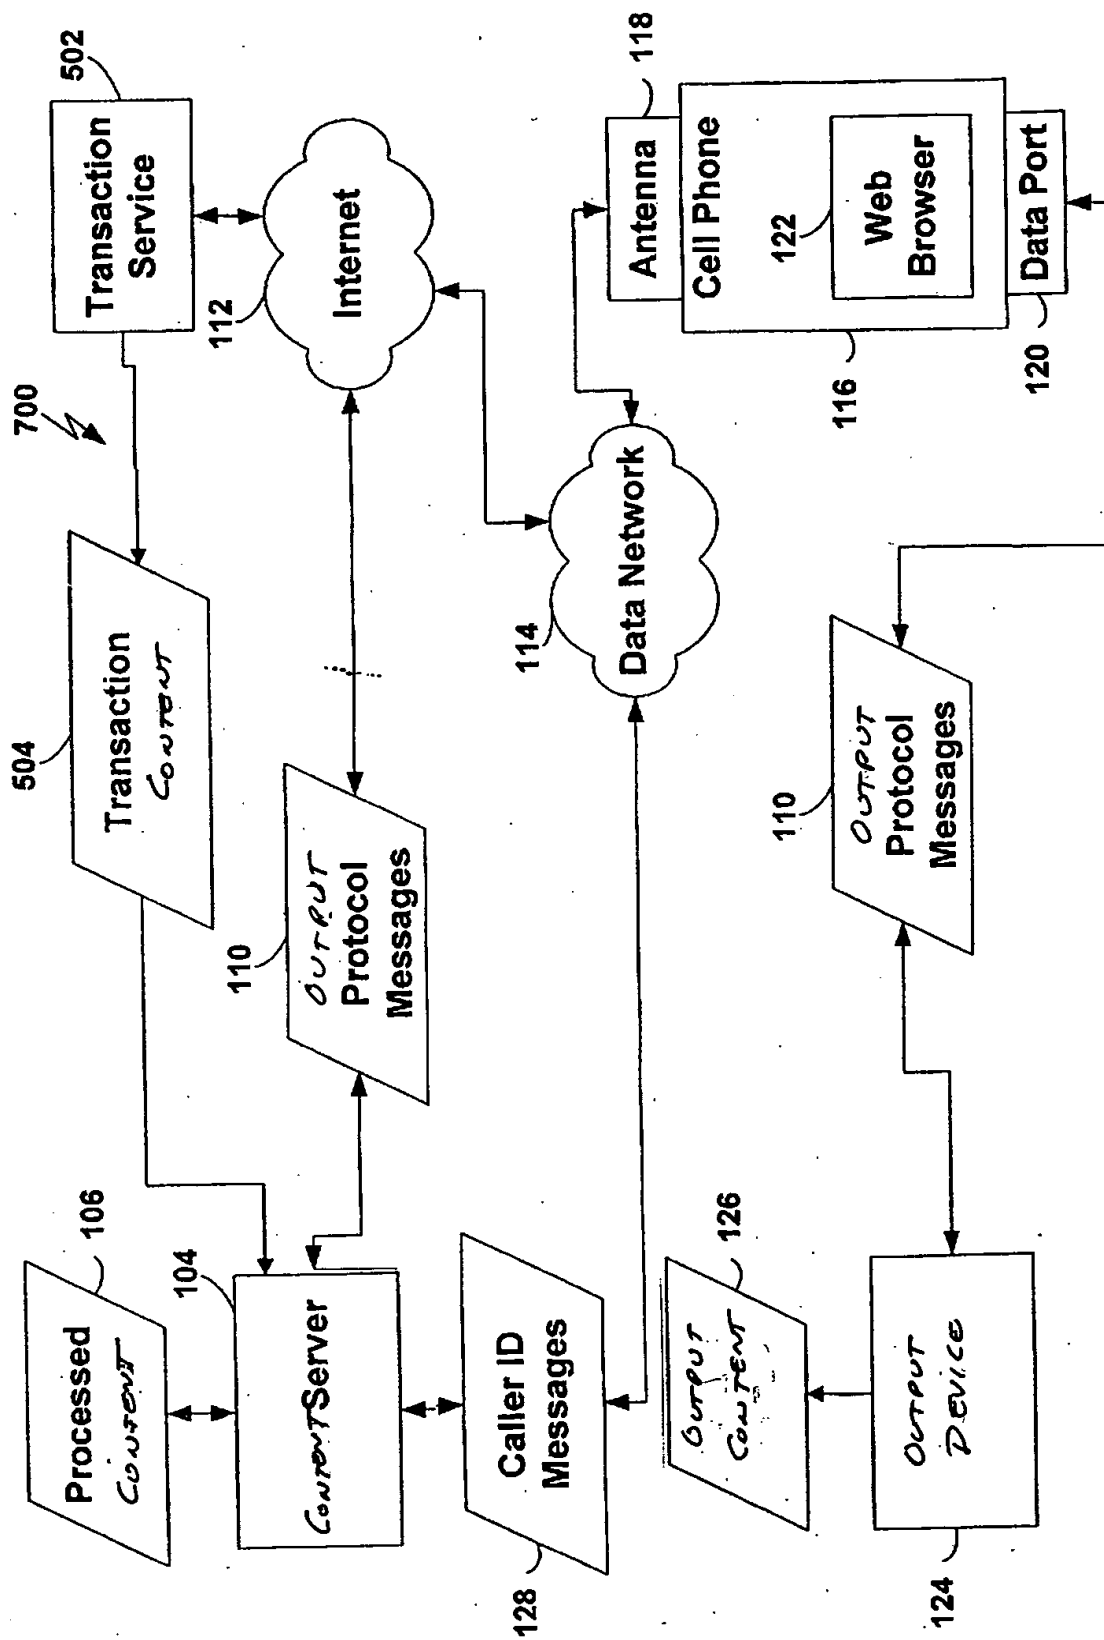 700
106
Processed
CONTENT
104
CONTENT Server
504
Transaction
CONTENT
502
Transaction
Service
110
OUTPUT
Protocol
Messages
112
Internet
128
Caller ID
Messages
114
Data Network
118
Antenna
Cell Phone
122
Web
Browser
116
120
Data Port
126
OUTPUT
CONTENT
124
OUTPUT
DEVICE
110
OUTPUT
Protocol
Messages